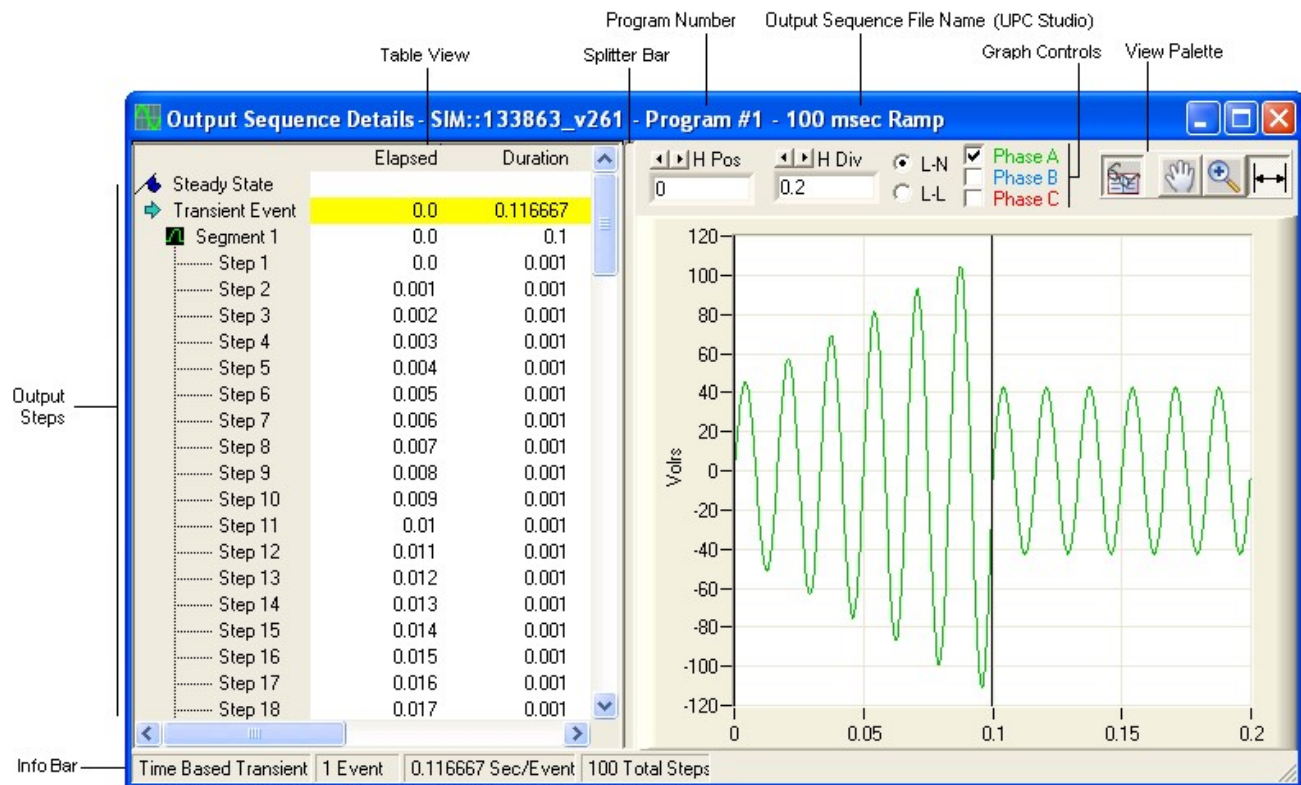 Program Number
Output Sequence File Name (UPC Studio)
Table View
Splitter Bar
Graph Controls
View Palette
Output Sequence Details - SIM::133863_v261 - Program #1 - 100 msec Ramp
Elapsed Duration
Steady State
Transient Event 0.0 0.116667
Segment 1 0.0 0.1
Step 1 0.0 0.001
Step 2 0.001 0.001
Step 3 0.002 0.001
Step 4 0.003 0.001
Step 5 0.004 0.001
Step 6 0.005 0.001
Step 7 0.006 0.001
Step 8 0.007 0.001
Step 9 0.008 0.001
Step 10 0.009 0.001
Step 11 0.01 0.001
Step 12 0.011 0.001
Step 13 0.012 0.001
Step 14 0.013 0.001
Step 15 0.014 0.001
Step 16 0.015 0.001
Step 17 0.016 0.001
Step 18 0.017 0.001
Output
Steps
H Pos
0
H Div
0.2
L-N
L-L
Phase A
Phase B
Phase C
Volrs
120
100
80
60
40
20
0
-20
-40
-60
-80
-100
-120
0 0.05 0.1 0.15 0.2
Info Bar
Time Based Transient 1 Event 0.116667 Sec/Event 100 Total Steps